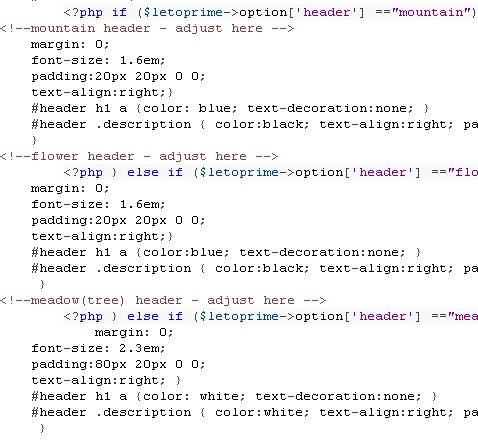 <?php if ($letoprime->option['header'] =="mountain")
<!--mountain header - adjust here -->
margin: 0;
font-size: 1.6em;
padding:20px 20px 0 0;
text-align:right;}
#header h1 a {color: blue; text-decoration:none; }
#header .description { color:black; text-align:right; pa
}
<!--flower header - adjust here -->
<?php } else if ($letoprime->option['header'] =="flo
margin: 0;
font-size: 1.6em;
padding:20px 20px 0 0;
text-align:right;}
#header h1 a {color:blue; text-decoration:none; }
#header .description { color:black; text-align:right; pa
}
<!--meadow(tree) header - adjust here -->
<?php } else if ($letoprime->option['header'] =="mea
margin: 0;
font-size: 2.3em;
padding:80px 20px 0 0;
text-align:right; }
#header h1 a {color: white; text-decoration:none; }
#header .description { color:white; text-align:right; pa
}